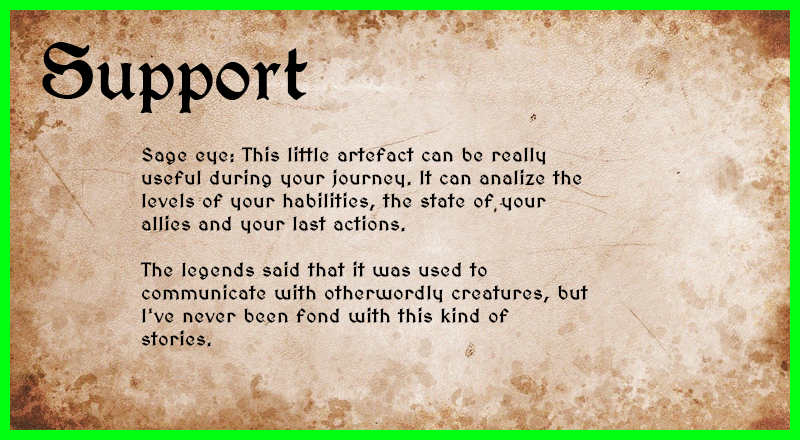 Support
Sage eye: This little artefact can be really
useful during your journey. It can analize the
levels of your habilities, the state of your
allies and your last actions.
The legends said that it was used to
communicate with otherwordly creatures, but
I've never been fond with this kind of
stories.